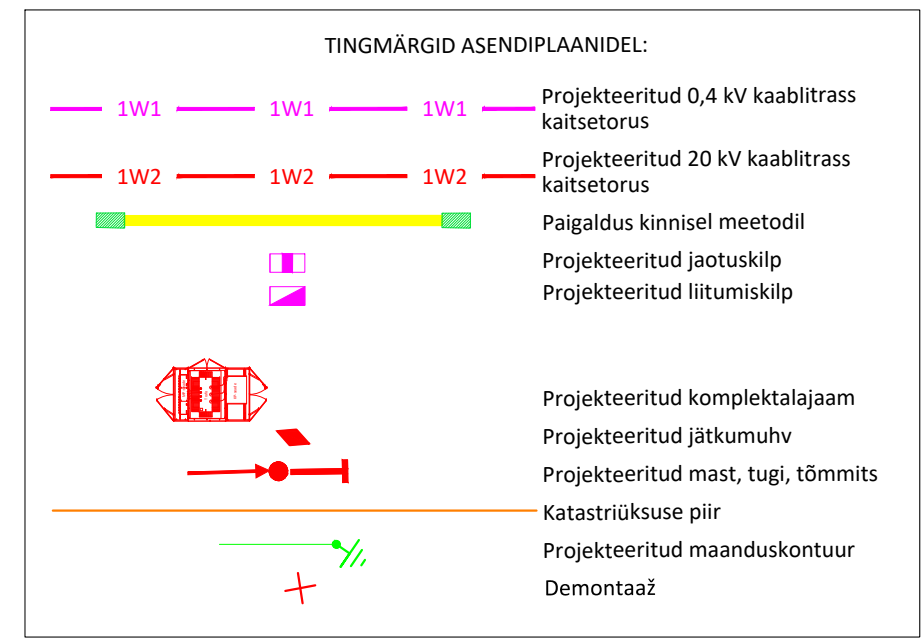 TINGMÄRGID ASENDIPLAANIDEL:
1W1 1W1 1W1 Projekteeritud 0,4 kV kaablitrass
kaitsetorus
1W2 1W2 1W2 Projekteeritud 20 kV kaablitrass
kaitsetorus
Paigaldus kinnisel meetodil
Projekteeritud jaotuskilp
Projekteeritud liitumiskilp
Projekteeritud komplektalajaam
Projekteeritud jätkumuhv
Projekteeritud mast, tugi, tõmmits
Katastriüksuse piir
Projekteeritud maanduskontuur
Demontaaž